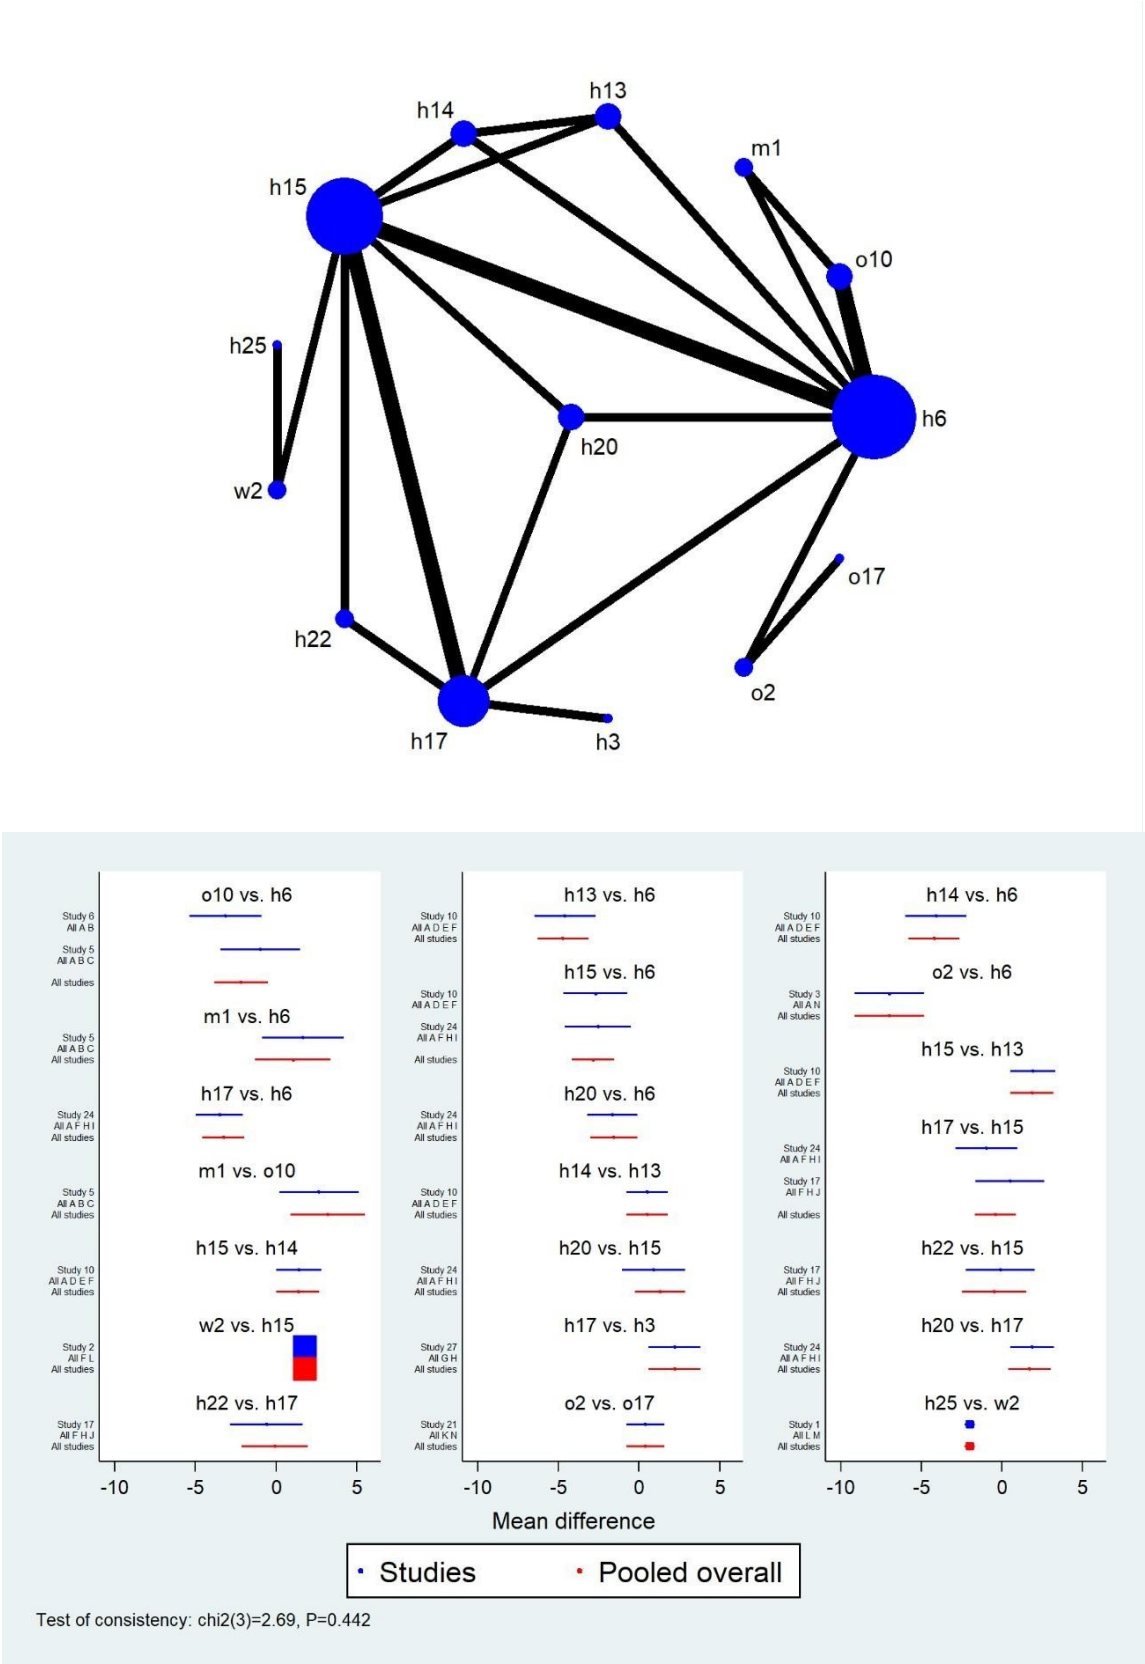 h13
h14
m1
h15
o10
h25
h6
h20
w2
o17
h22
o2
h17
h3
o10 vs. h6
Study 6
All A B
Study 5
All A B C
All studies
m1 vs. h6
Study 5
All A B C
All studies
h17 vs. h6
Study 24
All A F H I
All studies
m1 vs. o10
Study 5
All A B C
All studies
h15 vs. h14
Study 10
All A D E F
All studies
w2 vs. h15
Study 2
All F L
All studies
h22 vs. h17
Study 17
All F H J
All studies
-10 -5 0 5
h13 vs. h6
Study 10
All A D E F
All studies
h15 vs. h6
Study 10
All A D E F
Study 24
All A F H I
All studies
h20 vs. h6
Study 24
All A F H I
All studies
h14 vs. h13
Study 10
All A D E F
All studies
h20 vs. h15
Study 24
All A F H I
All studies
h17 vs. h3
Study 27
All G H
All studies
o2 vs. o17
Study 21
All K N
All studies
-10 -5 0 5
h14 vs. h6
Study 10
All A D E F
All studies
o2 vs. h6
Study 3
All A N
All studies
h15 vs. h13
Study 10
All A D E F
All studies
h17 vs. h15
Study 24
All A F H I
Study 17
All F H J
All studies
h22 vs. h15
Study 17
All F H J
All studies
h20 vs. h17
Study 24
All A F H I
All studies
h25 vs. w2
Study 1
All L M
All studies
-10 -5 0 5
Mean difference
Studies Pooled overall
Test of consistency: chi2(3)=2.69, P=0.442